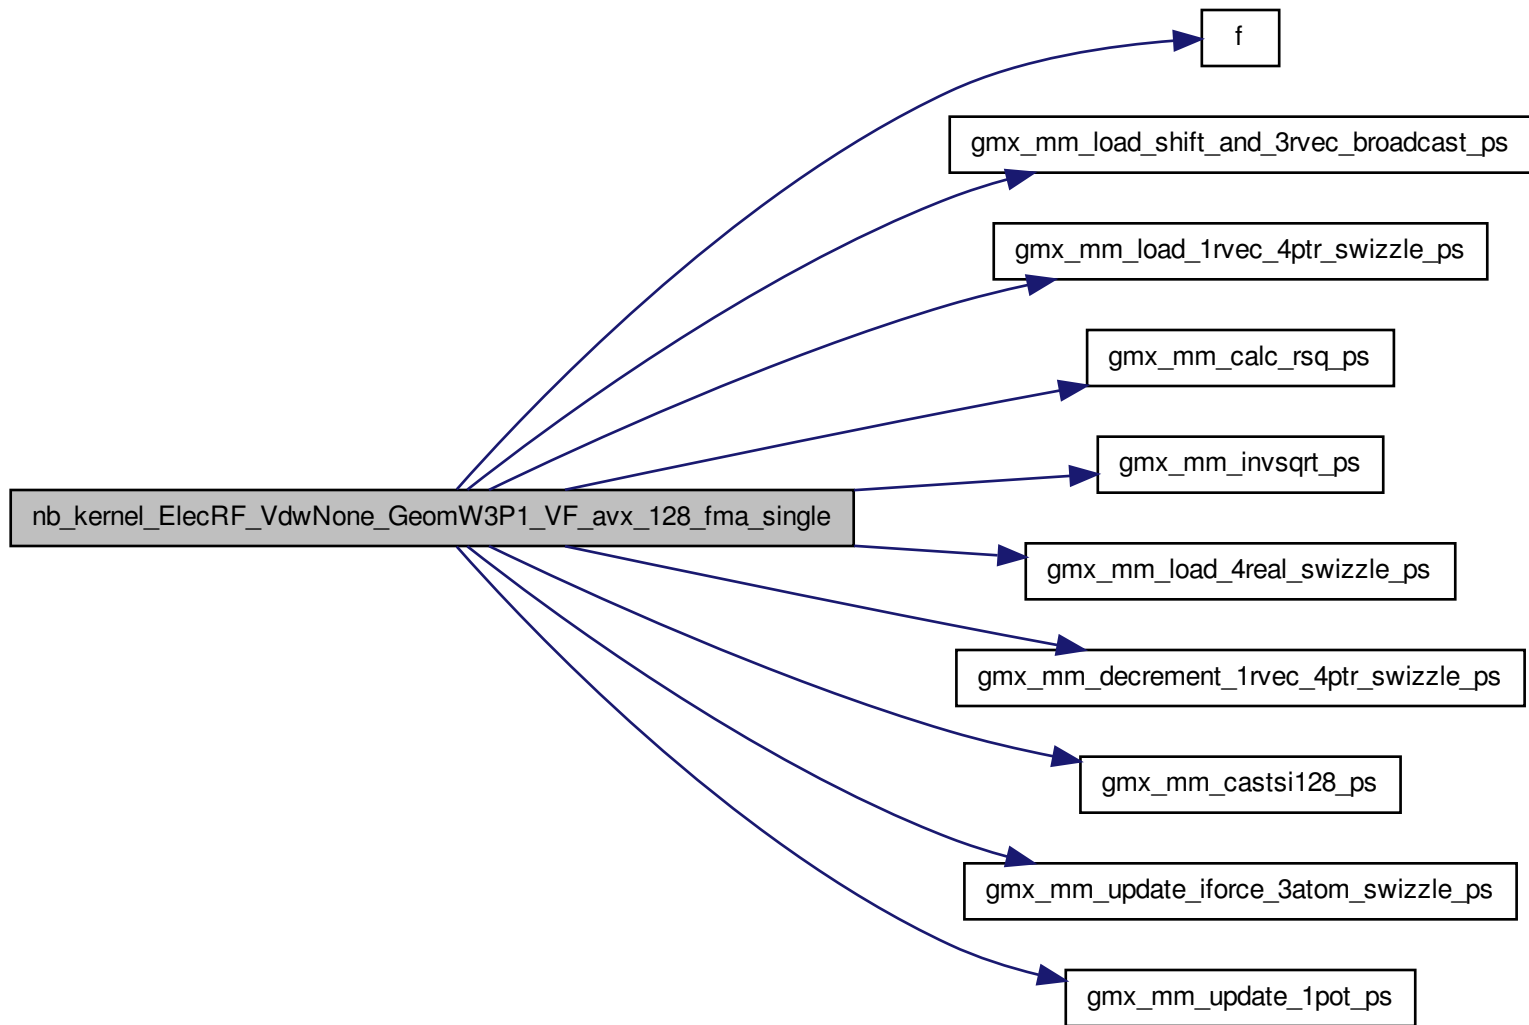 f
gmx_mm_load_shift_and_3rvec_broadcast_ps
gmx_mm_load_1rvec_4ptr_swizzle_ps
gmx_mm_calc_rsq_ps
gmx_mm_invsqrt_ps
nb_kernel_ElecRF_VdwNone_GeomW3P1_VF_avx_128_fma_single
gmx_mm_load_4real_swizzle_ps
gmx_mm_decrement_1rvec_4ptr_swizzle_ps
gmx_mm_castsi128_ps
gmx_mm_update_iforce_3atom_swizzle_ps
gmx_mm_update_1pot_ps